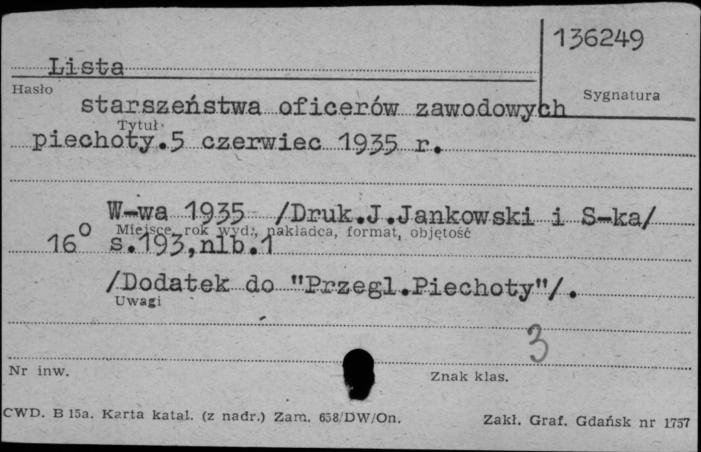 136249
Lista
Hasło
Sygnatura
starszeństwa oficerów zawodowych
Tytuł
piechoty.5 czerwiec 1935 r.
W-wa 1935 /Druk.J.Jankowski i S-ka/
Miejsce, rok wyd., nakładca, format, objętość
16° s.193,nlb.1
/Dodatek do "Przegl.Piechoty"/.
Uwagi
3
Nr inw.
Znak klas.
CWD. B 15a. Karta katal. (z nadr.) Zam. 658/DW/On.
Zakł. Graf. Gdańsk nr 1757